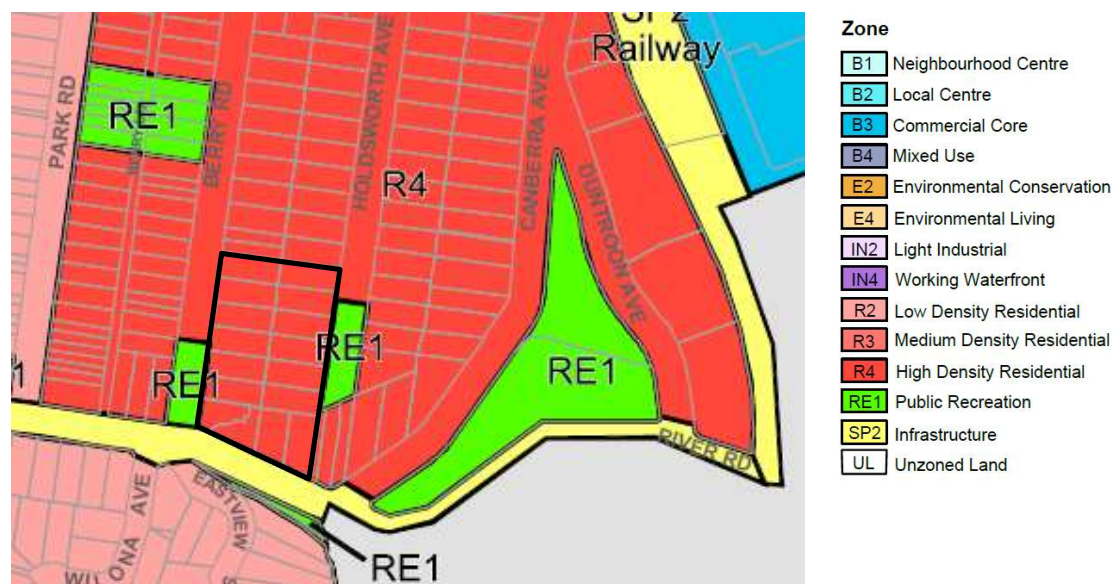 SP2
Railway
RE1
PARK RD
BERRY RD
HOLDSWORTH AVE
CANBERRA AVE
DUNTROON AVE
R4
RE1
RE1
RE1
RIVER RD
EASTVIEW
ONA AVE
WIL
RE1
Zone
B1 Neighbourhood Centre
B2 Local Centre
B3 Commercial Core
B4 Mixed Use
E2 Environmental Conservation
E4 Environmental Living
IN2 Light Industrial
IN4 Working Waterfront
R2 Low Density Residential
R3 Medium Density Residential
R4 High Density Residential
RE1 Public Recreation
SP2 Infrastructure
UL Unzoned Land